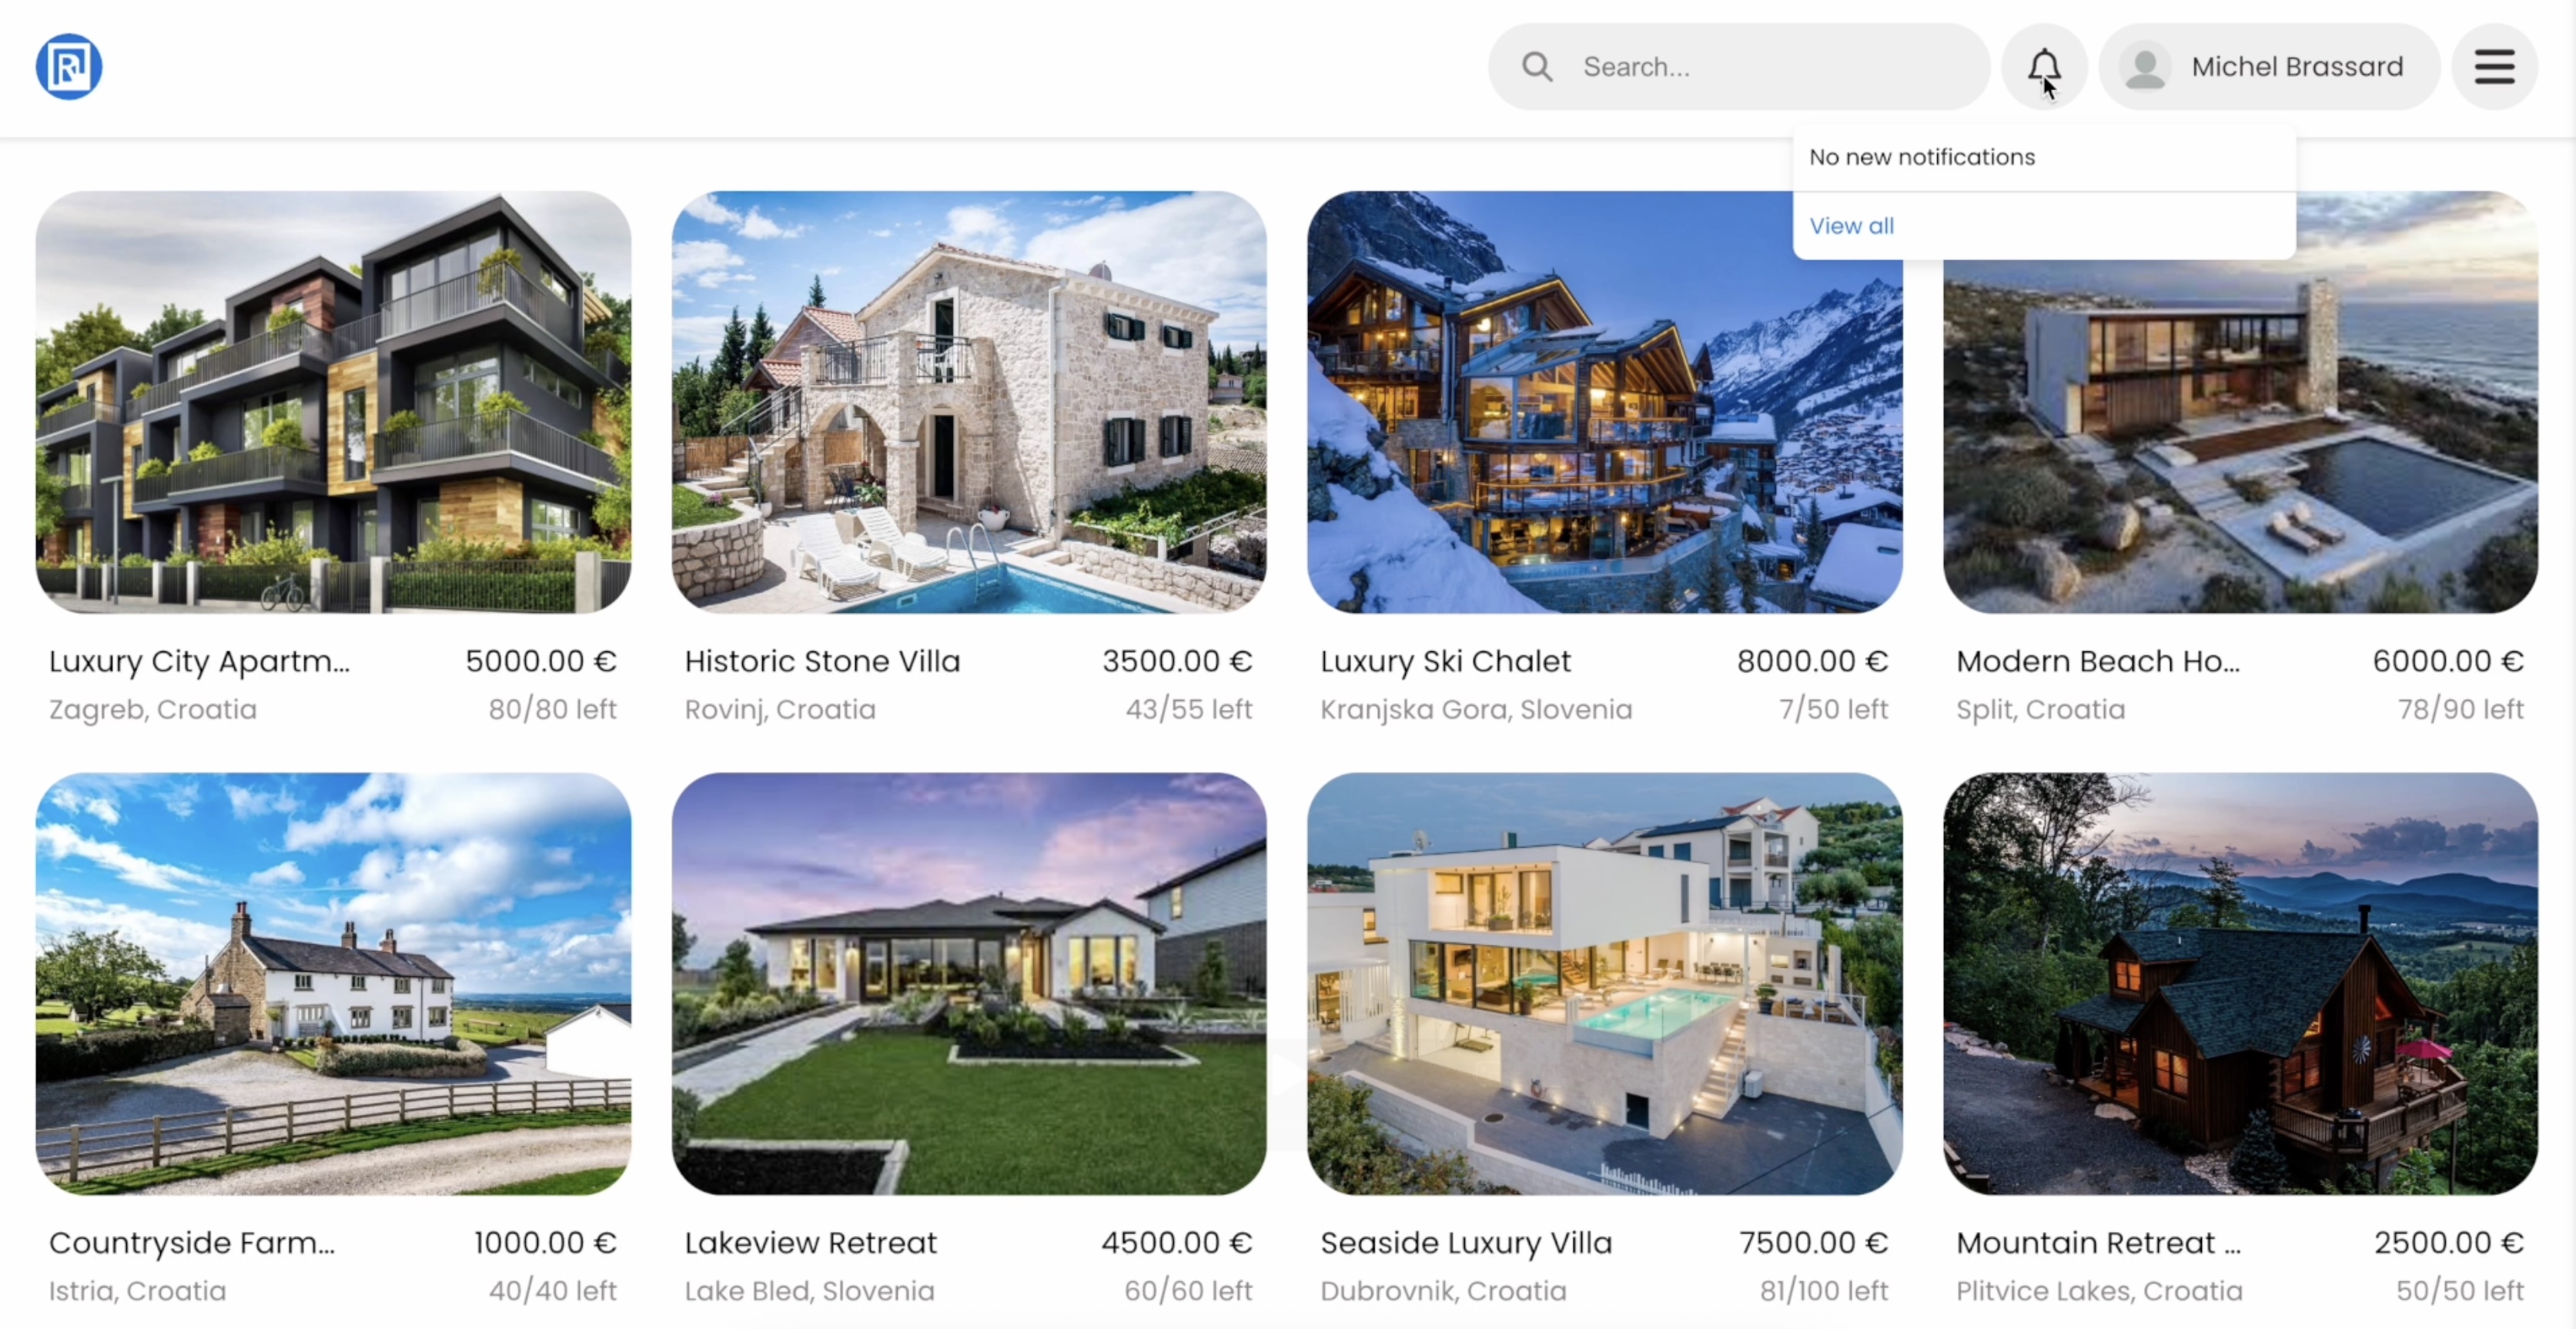 R
Search...
Michel Brassard
No new notifications
View all
Luxury City Apartm... 5000.00 €
Zagreb, Croatia 80/80 left
Historic Stone Villa 3500.00 €
Rovinj, Croatia 43/55 left
Luxury Ski Chalet 8000.00 €
Kranjska Gora, Slovenia 7/50 left
Modern Beach Ho... 6000.00 €
Split, Croatia 78/90 left
Countryside Farm... 1000.00 €
Istria, Croatia 40/40 left
Lakeview Retreat 4500.00 €
Lake Bled, Slovenia 60/60 left
Seaside Luxury Villa 7500.00 €
Dubrovnik, Croatia 81/100 left
Mountain Retreat ... 2500.00 €
Plitvice Lakes, Croatia 50/50 left